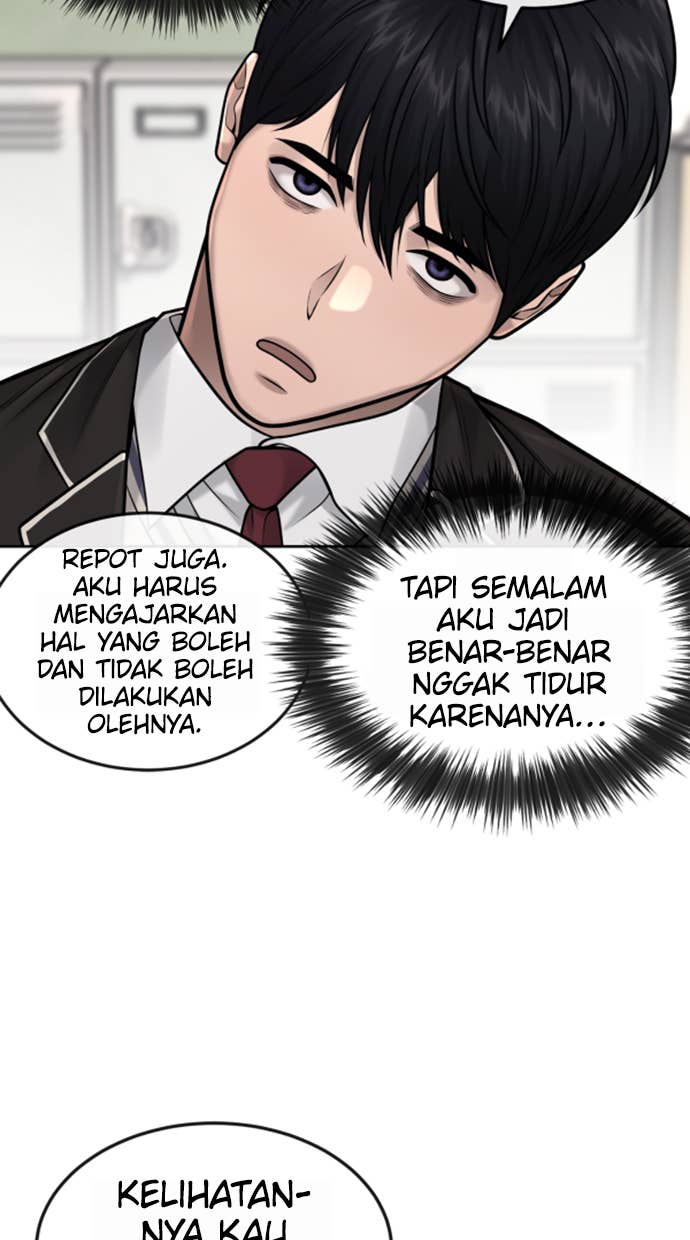 REPOT JUGA.
AKU HARUS
MENGAJARKAN
HAL YANG BOLEH
DAN TIDAK BOLEH
DILAKUKAN
OLEHNYA.
TAPI SEMALAM
AKU JADI
BENAR-BENAR
NGGAK TIDUR
KARENANYA...
KELIHATAN-
NYA KAU